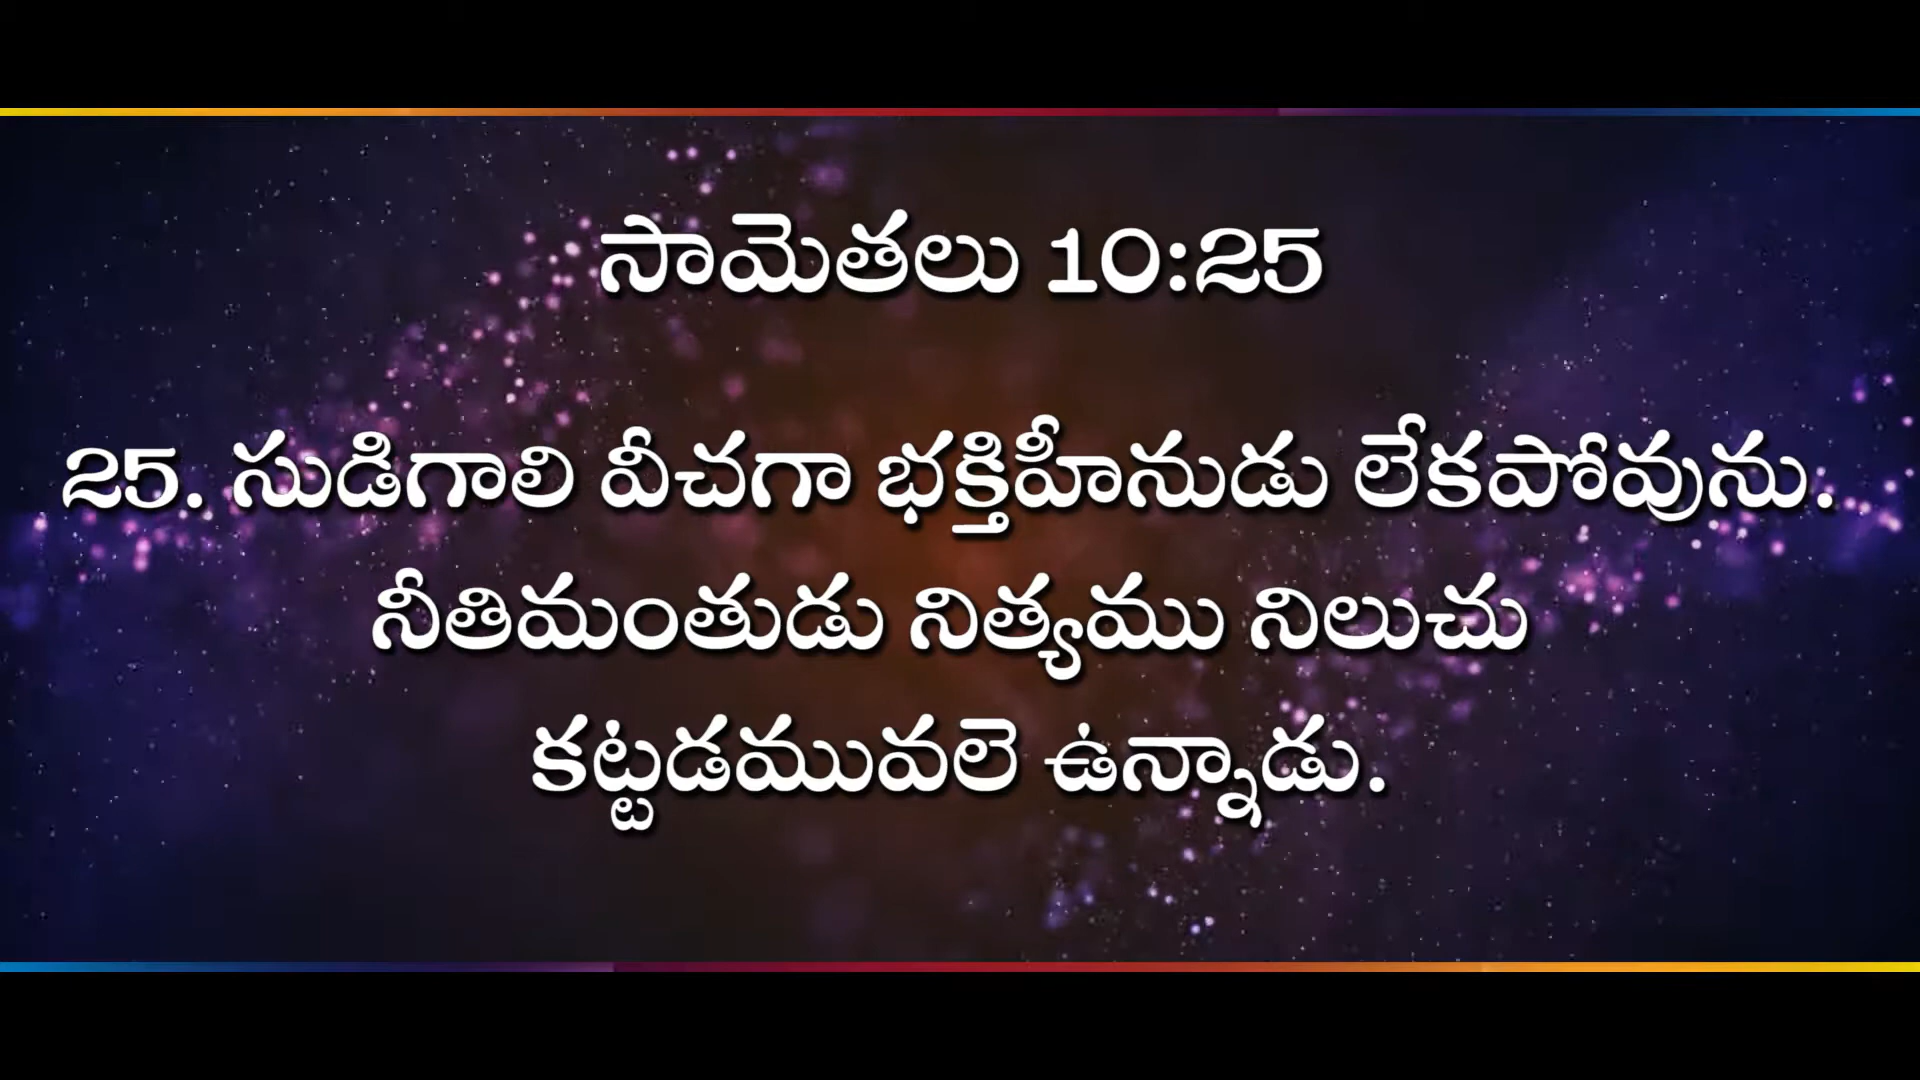 సామెతలు 10:25
25. సుడిగాలి వీచగా భక్తిహీనుడు లేకపోవును.
నీతిమంతుడు నిత్యము నిలుచు
కట్టడమువలె ఉన్నాడు.